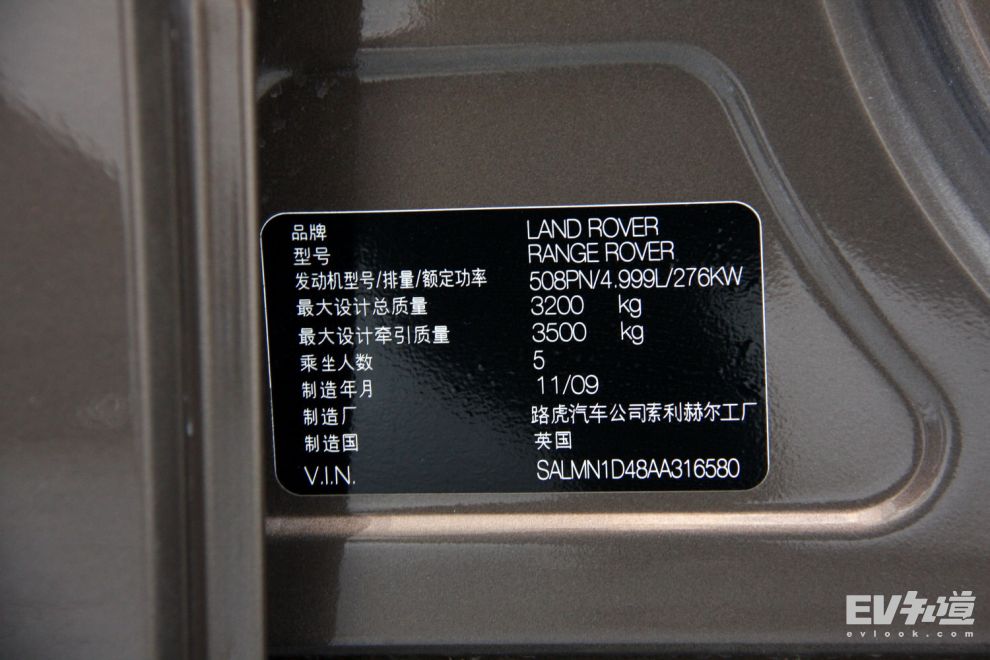 品牌 LAND ROVER
型号 RANGE ROVER
发动机型号/排量/额定功率 508PN/4.999L/276KW
最大设计总质量 3200 kg
最大设计牵引质量 3500 kg
乘坐人数 5
制造年月 11/09
制造厂 路虎汽车公司索利赫尔工厂
制造国 英国
V.I.N. SALMN1D48AA316580
EV知道
evlook.com